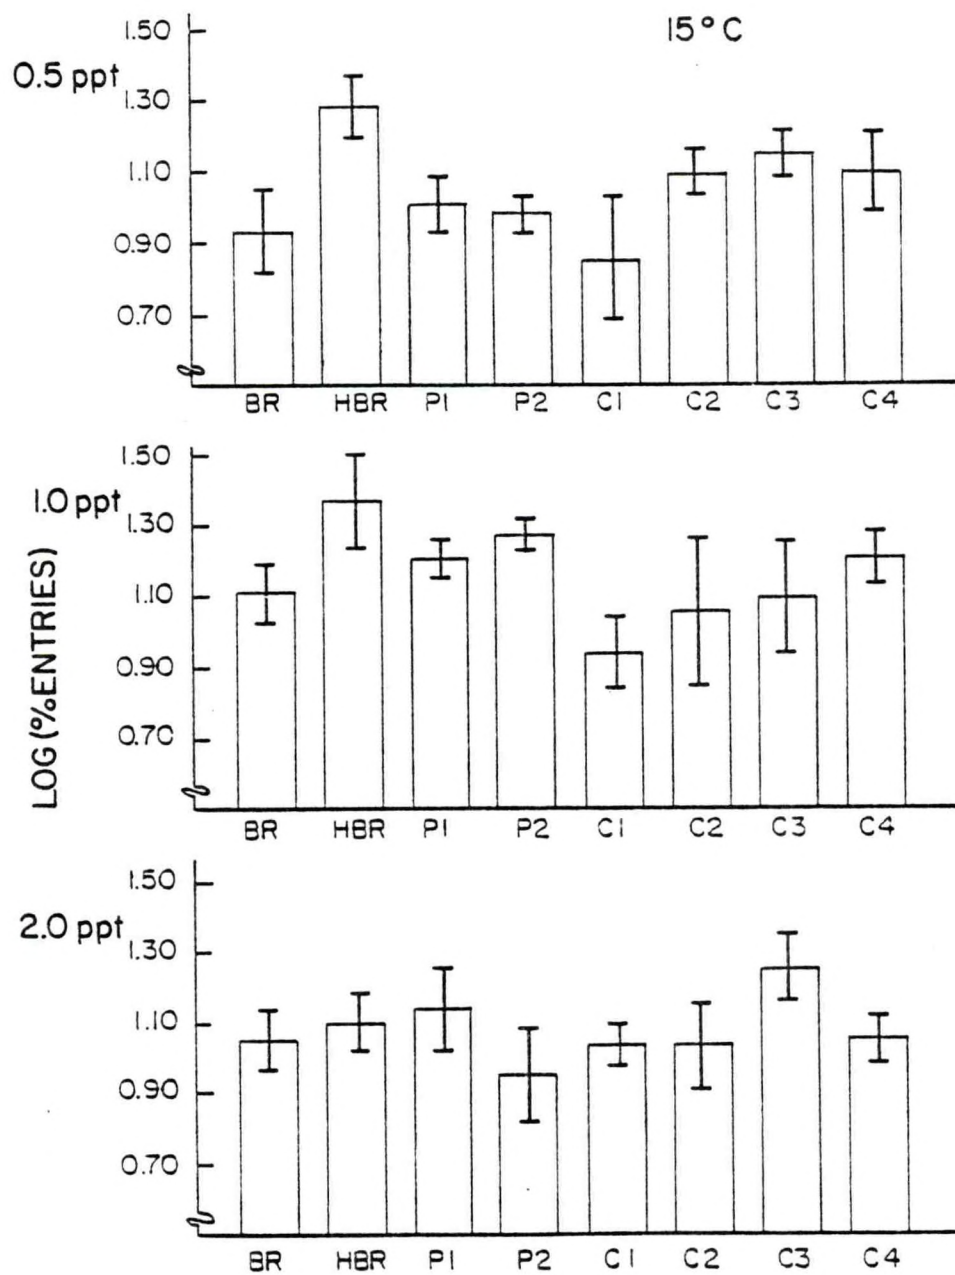 15°C
0.5 ppt
1.50
1.30
1.10
0.90
0.70
BR HBR P1 P2 C1 C2 C3 C4
LOG (%ENTRIES)
1.0 ppt
1.50
1.30
1.10
0.90
0.70
BR HBR P1 P2 C1 C2 C3 C4
2.0 ppt
1.50
1.30
1.10
0.90
0.70
BR HBR P1 P2 C1 C2 C3 C4